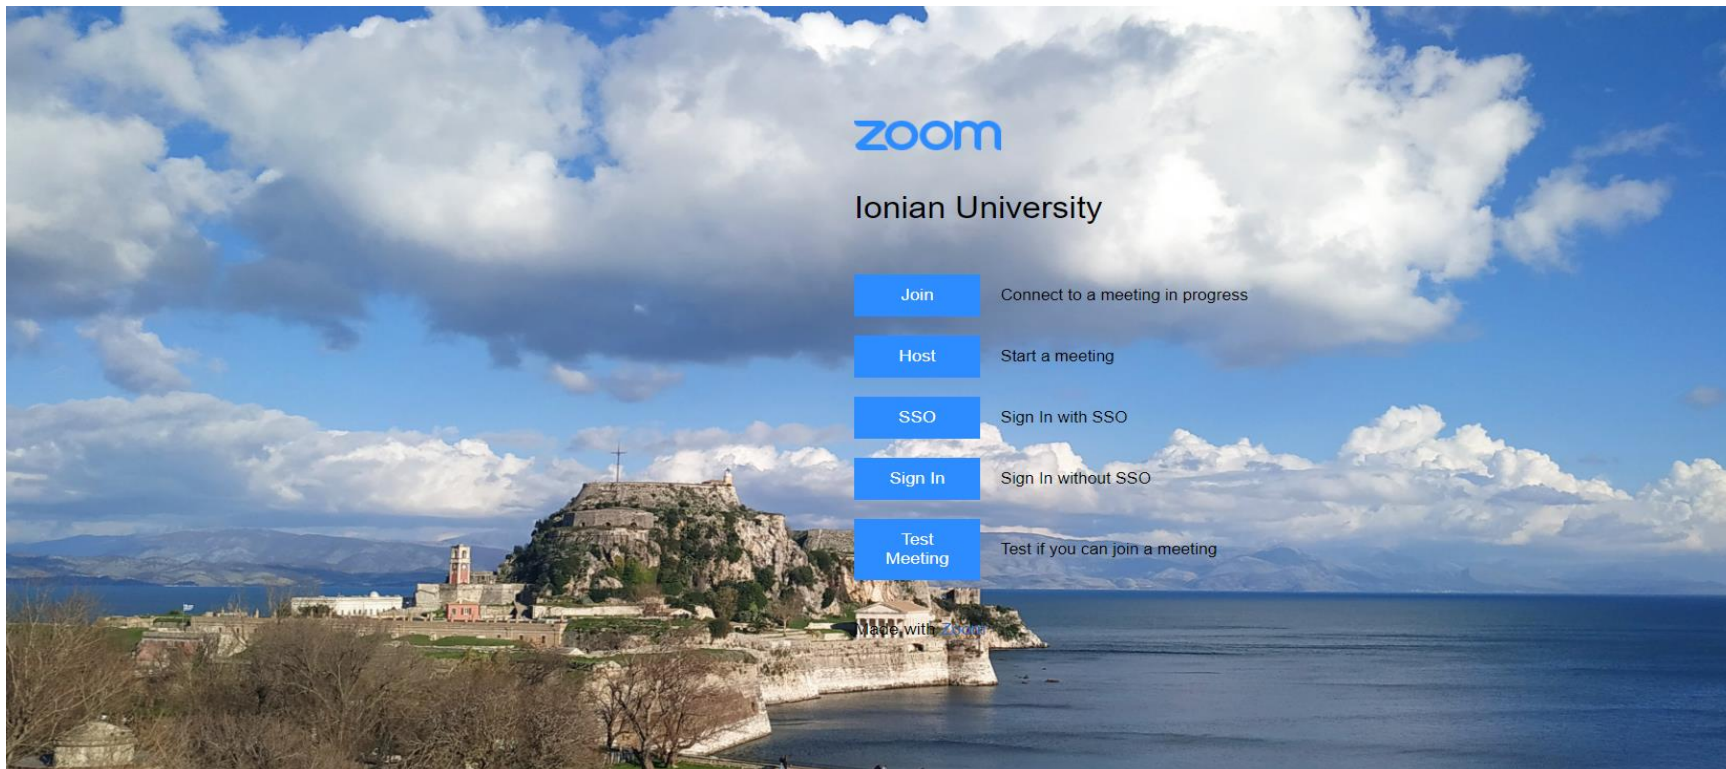 zoom
Ionian University
Join Connect to a meeting in progress
Host Start a meeting
SSO Sign In with SSO
Sign In Sign In without SSO
Test Meeting Test if you can join a meeting
Made with Zoom